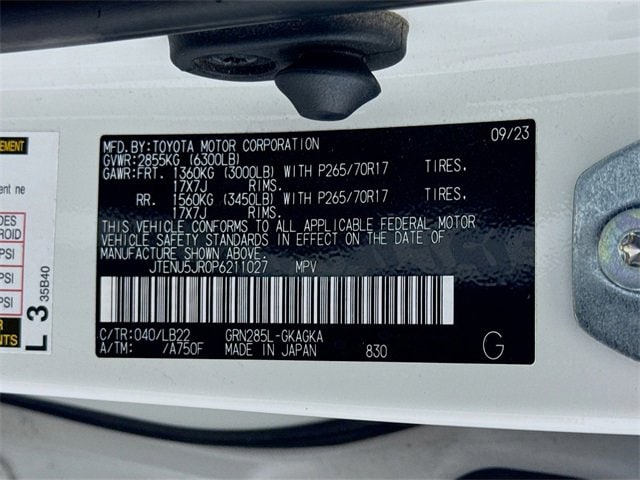 MFD.BY:TOYOTA MOTOR CORPORATION 09/23
GVWR:2855KG (6300LB)
GAWR:FRT. 1360KG (3000LB) WITH P265/70R17 TIRES.
17X7J RIMS.
RR. 1560KG (3450LB) WITH P265/70R17 TIRES,
17X7J RIMS.
THIS VEHICLE CONFORMS TO ALL APPLICABLE FEDERAL MOTOR
VEHICLE SAFETY STANDARDS IN EFFECT ON THE DATE OF
MANUFACTURE SHOWN ABOVE.
JTENU5JR0P6211027 MPV
C/TR:040/LB22 GRN285L-GKAGKA
A/TM: /A750F MADE IN JAPAN 830 G
L 3 35B40
PSI
PSI
PSI